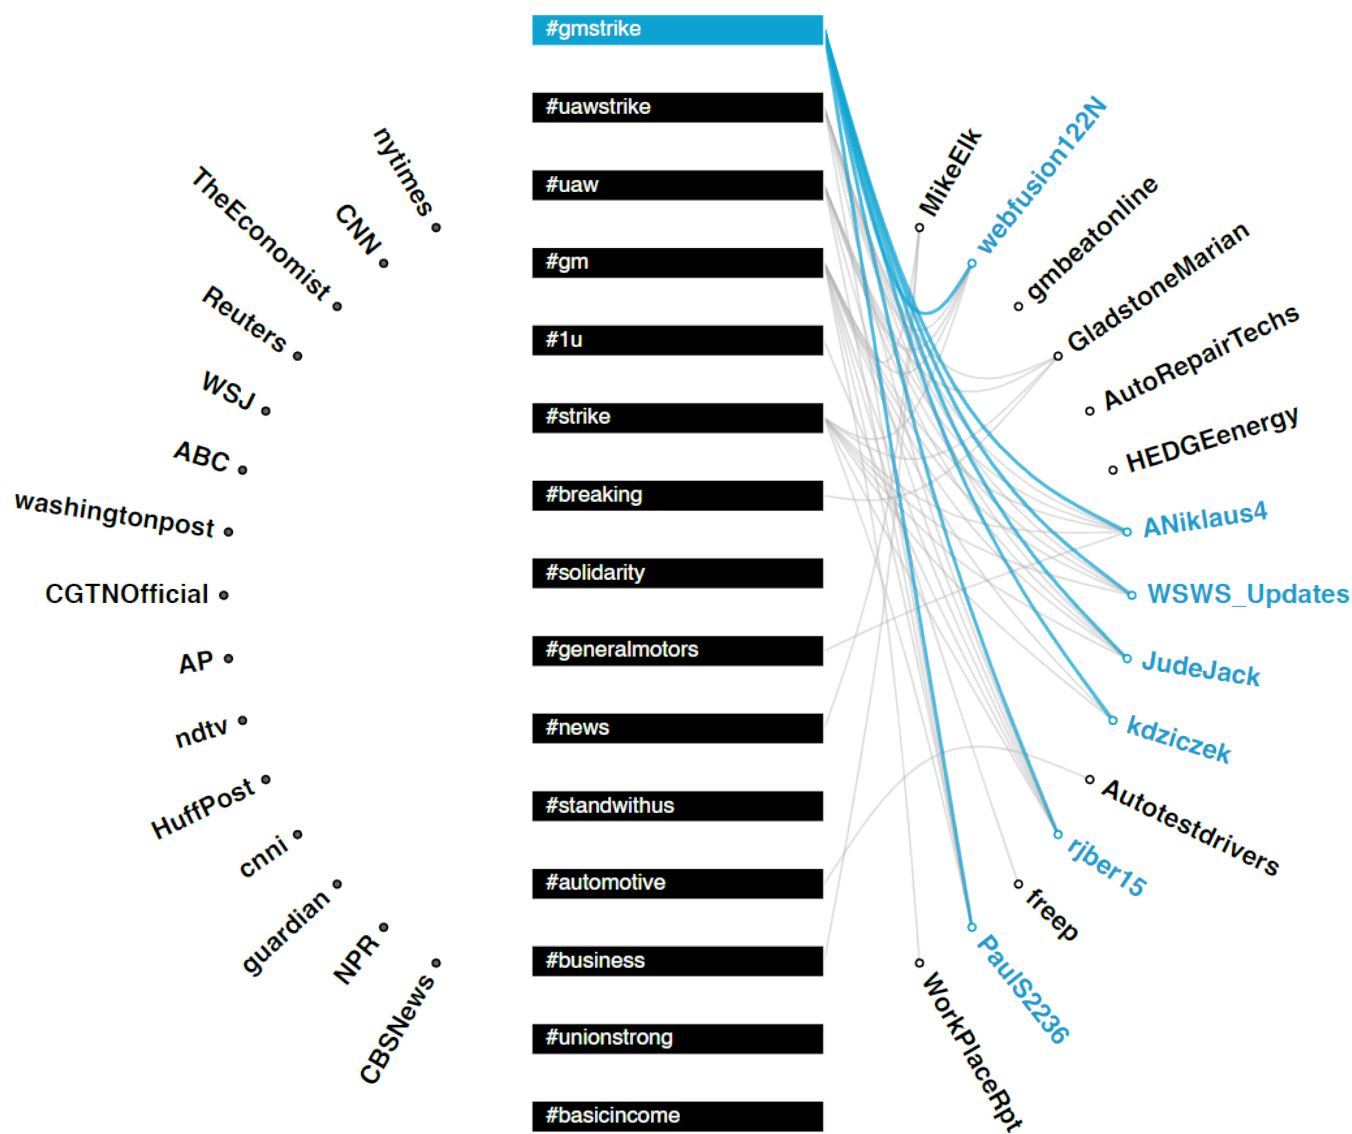 nytimes
CNN
TheEconomist
Reuters
WSJ
ABC
washingtonpost
CGTNOfficial
AP
ndtv
HuffPost
cnni
guardian
NPR
CBSNews
#gmstrike
#uawstrike
#uaw
#gm
#1u
#strike
#breaking
#solidarity
#generalmotors
#news
#standwithus
#automotive
#business
#unionstrong
#basicincome
MikeElk
webfusion122N
gmbeatonline
GladstoneMarian
AutoRepairTechs
HEDGEenergy
ANiklaus4
WSWS_Updates
JudeJack
kdziczek
Autotestdrivers
rjber15
freep
PaulS2236
WorkPlaceRpt